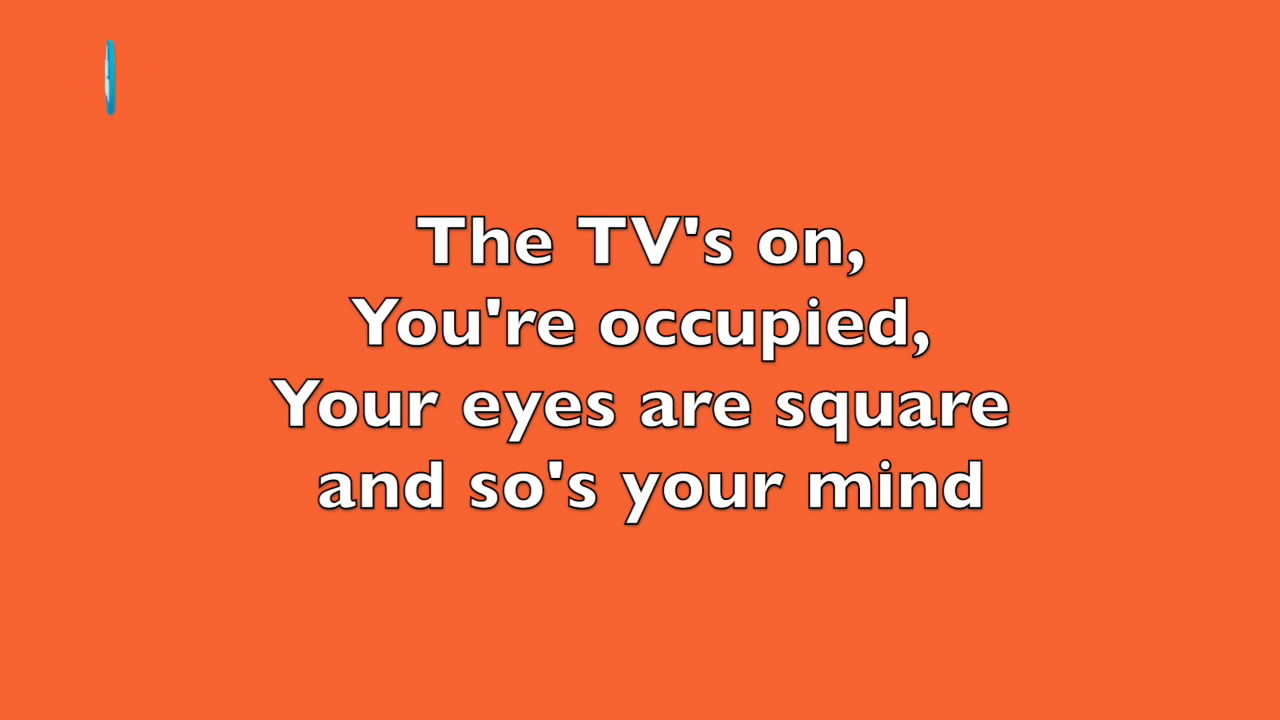 The TV's on,
You're occupied,
Your eyes are square
and so's your mind